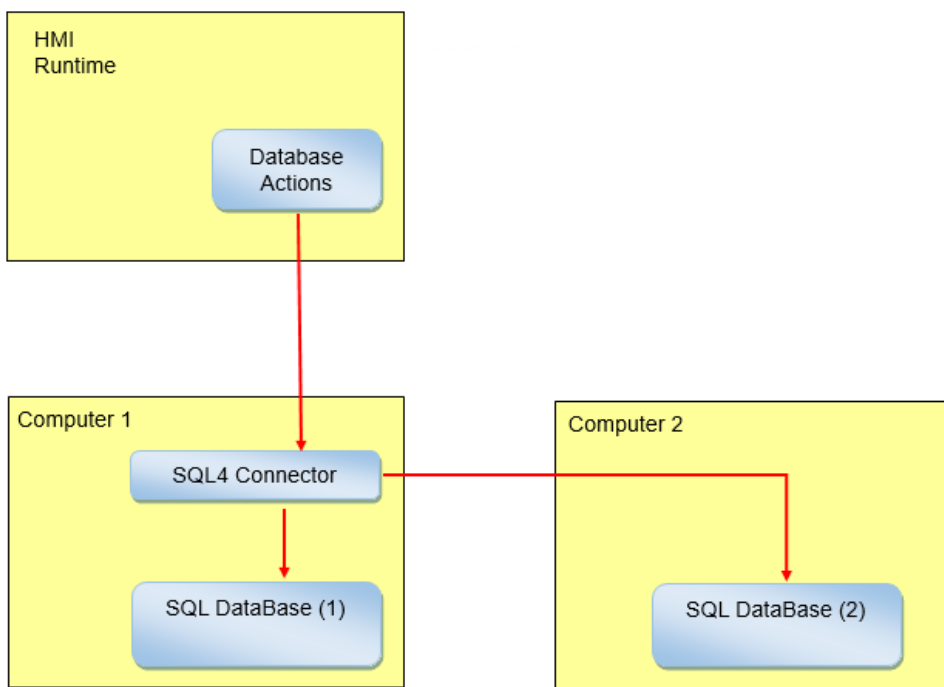 HMI
Runtime
Database
Actions
Computer 1
SQL4 Connector
SQL DataBase (1)
Computer 2
SQL DataBase (2)